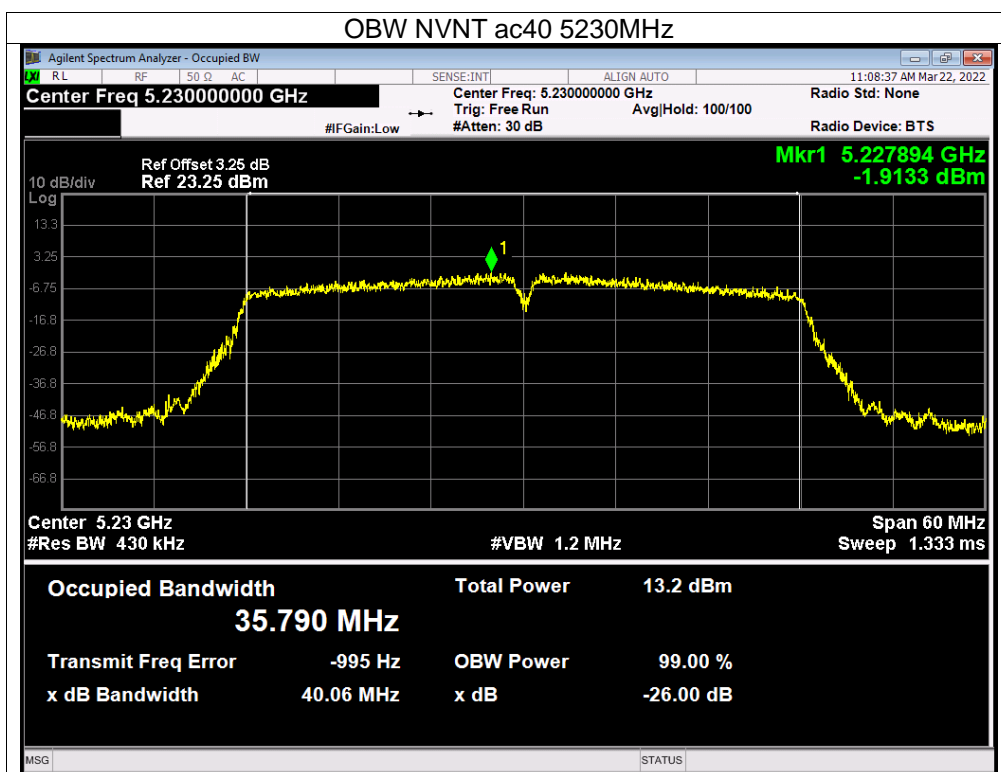 OBW NVNT ac40 5230MHz
Agilent Spectrum Analyzer - Occupied BW
LXI RL RF 50 Ω AC SENSE:INT ALIGN AUTO 11:08:37 AM Mar 22, 2022
Center Freq 5.230000000 GHz Center Freq: 5.230000000 GHz Radio Std: None
Trig: Free Run Avg|Hold: 100/100
#IFGain:Low #Atten: 30 dB Radio Device: BTS
Mkr1 5.227894 GHz
-1.9133 dBm
Ref Offset 3.25 dB
10 dB/div Ref 23.25 dBm
Log
13.3
1
3.25
-6.75
-16.8
-26.8
-36.8
-46.8
-56.8
-66.8
Center 5.23 GHz Span 60 MHz
#Res BW 430 kHz #VBW 1.2 MHz Sweep 1.333 ms
Occupied Bandwidth Total Power 13.2 dBm
35.790 MHz
Transmit Freq Error -995 Hz OBW Power 99.00 %
x dB Bandwidth 40.06 MHz x dB -26.00 dB
MSG STATUS